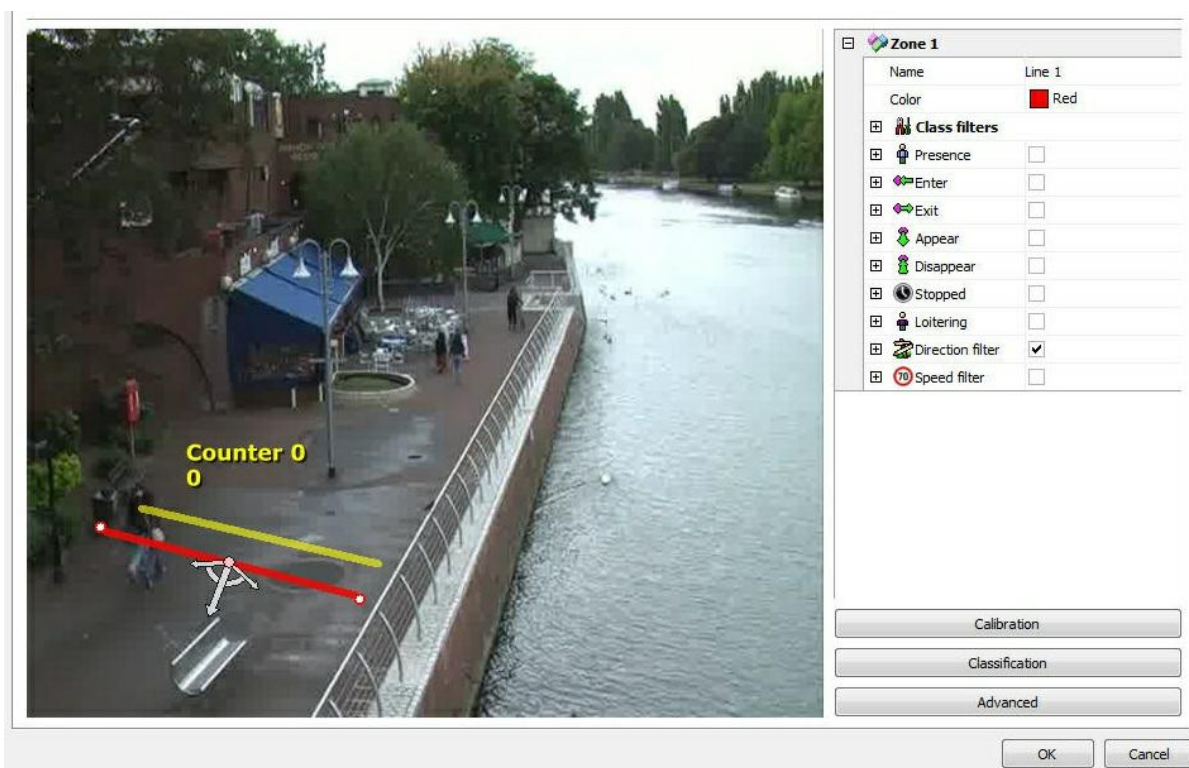 Zone 1
Name Line 1
Color Red
Class filters
Presence
Enter
Exit
Appear
Disappear
Stopped
Loitering
Direction filter
70 Speed filter
Counter 0
0
Calibration
Classification
Advanced
OK Cancel